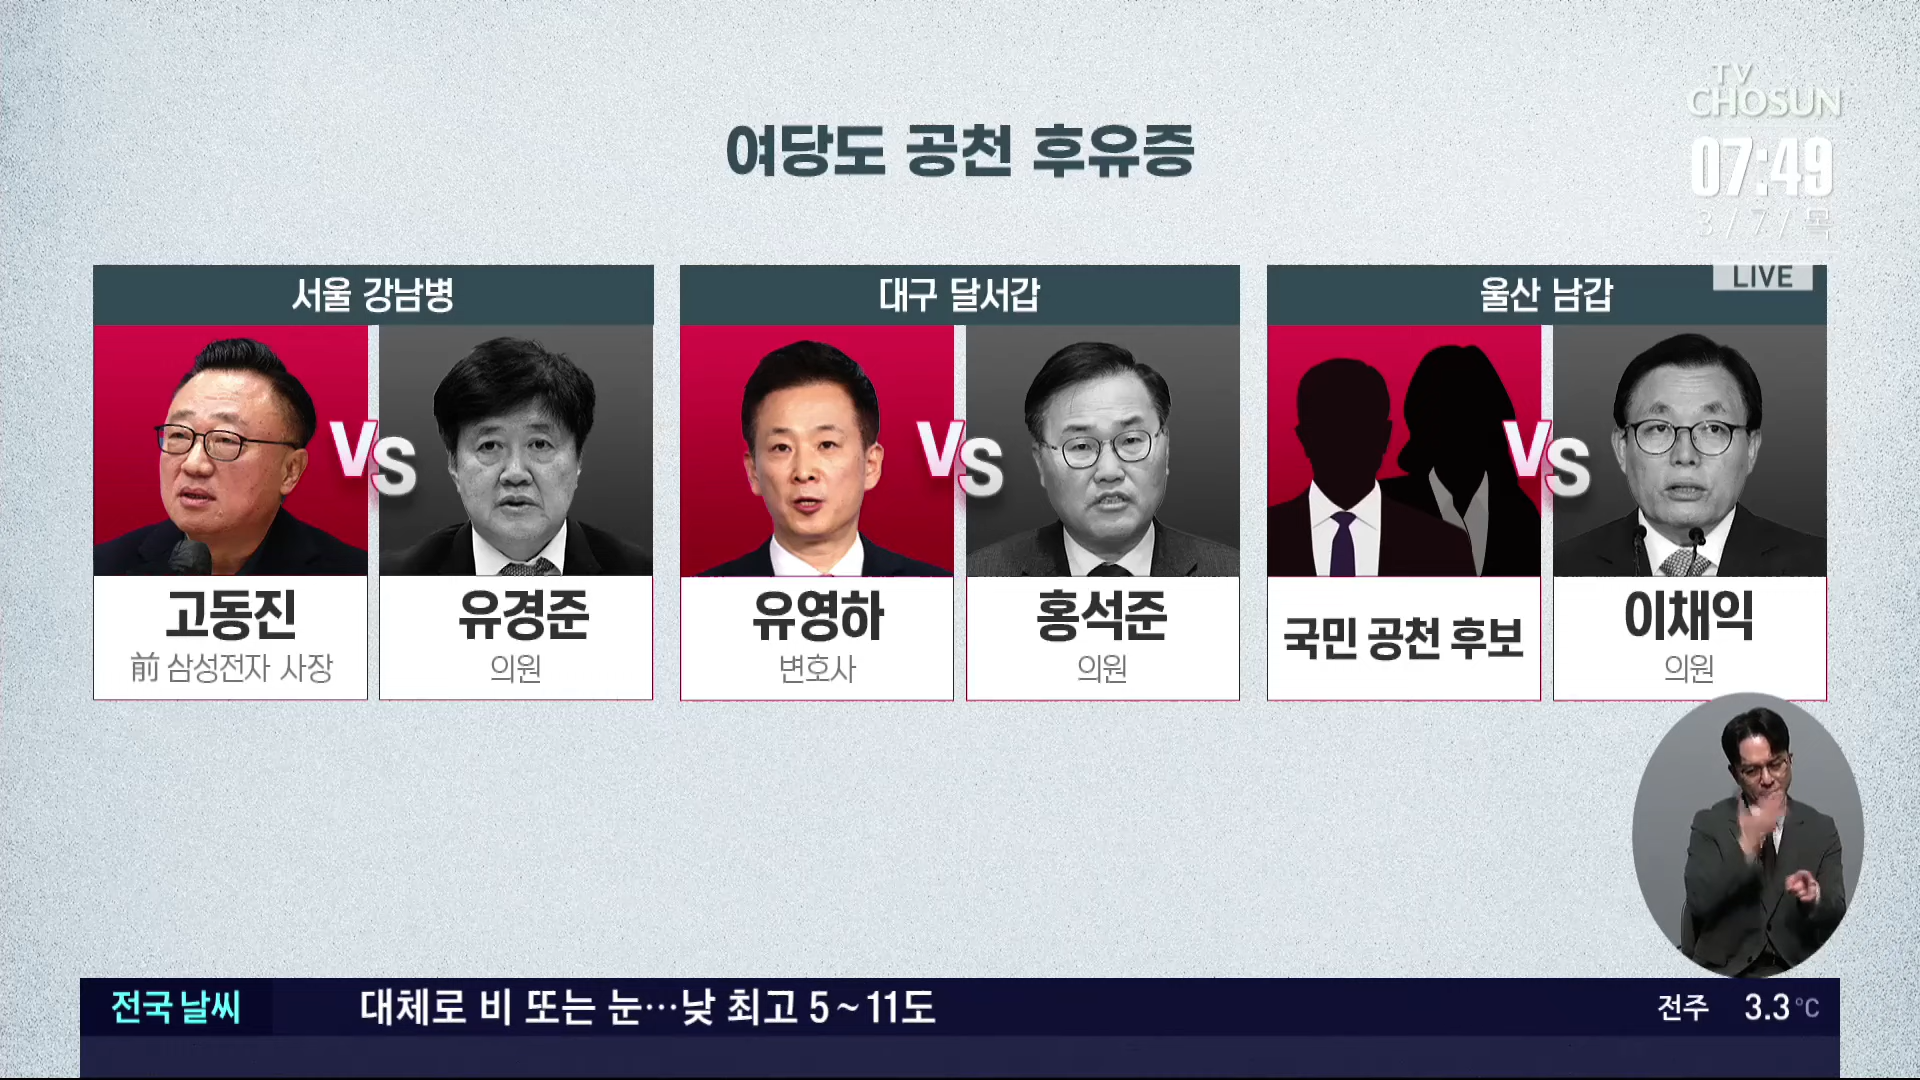 TV
CHOSUN
07:49
3/7/목
LIVE
여당도 공천 후유증
서울 강남병
VS
고동진
前 삼성전자 사장
유경준
의원
대구 달서갑
VS
유영하
변호사
홍석준
의원
울산 남갑
VS
국민 공천 후보
이채익
의원
전국 날씨
대체로 비 또는 눈…낮 최고 5~11도
전주 3.3℃